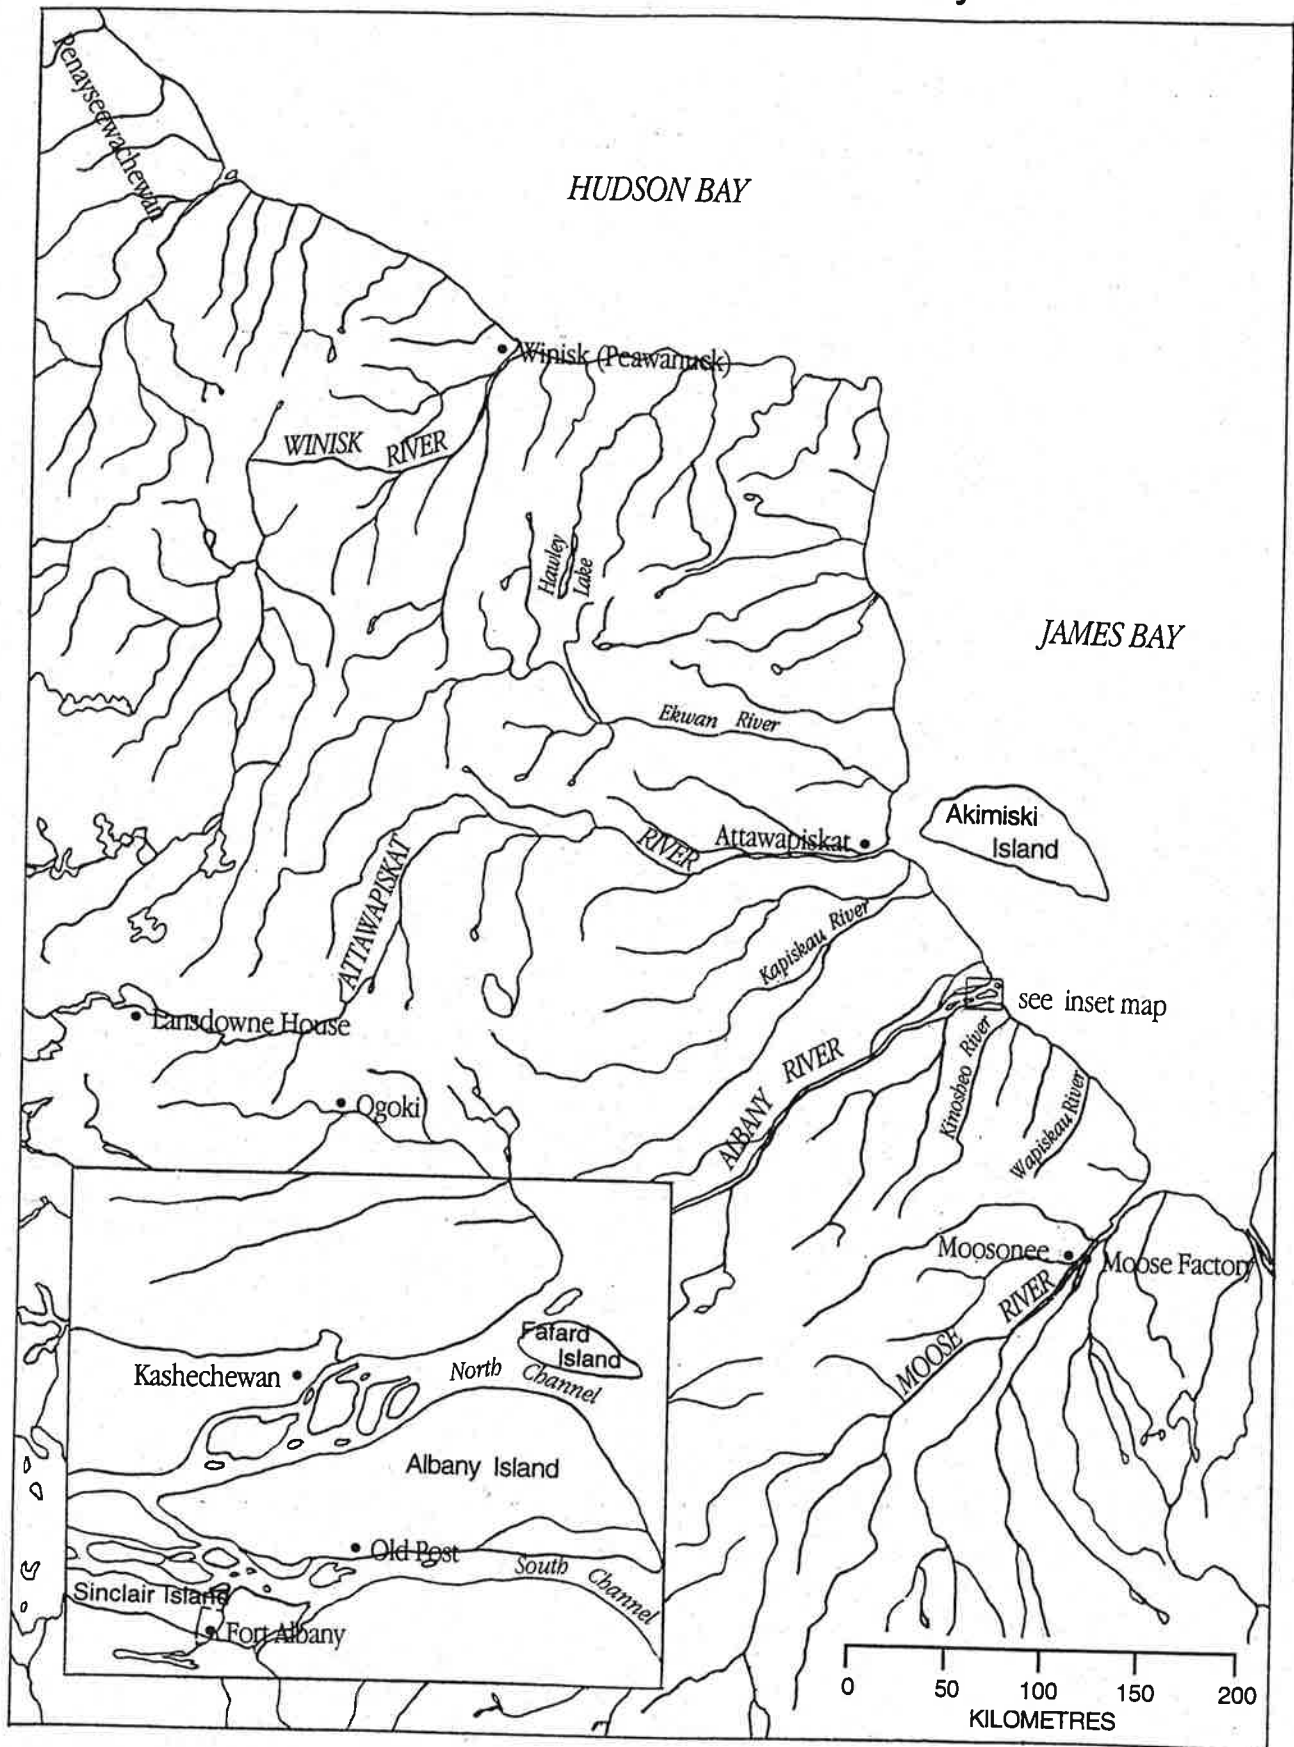 Penayseewachewan
HUDSON BAY
Winisk (Peawanuck)
WINISK RIVER
Hawley
Lake
JAMES BAY
Ekwan River
Akimiski
Island
Attawapiskat
ATTAWAPISKAT RIVER
Kapiskau River
see inset map
Lansdowne House
ALBANY RIVER
Kinosheo River
Wapiskau River
Ogoki
Moosonee
Moose Factory
MOOSE RIVER
Fafard
Island
Kashechewan
North Channel
Albany Island
Old Post
South Channel
Sinclair Island
Fort Albany
0 50 100 150 200
KILOMETRES